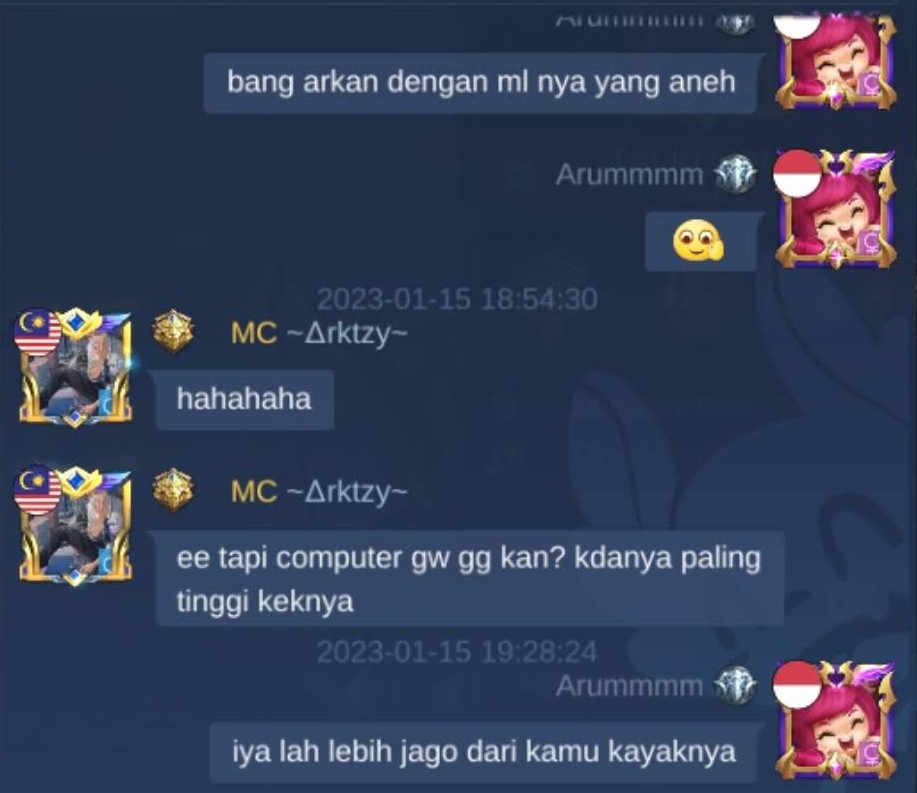 Arummmm
bang arkan dengan ml nya yang aneh
Arummmm
2023-01-15 18:54:30
MC ~Δrktzy~
hahahaha
MC ~Δrktzy~
ee tapi computer gw gg kan? kdanya paling
tinggi keknya
2023-01-15 19:28:24
Arummmm
iya lah lebih jago dari kamu kayaknya